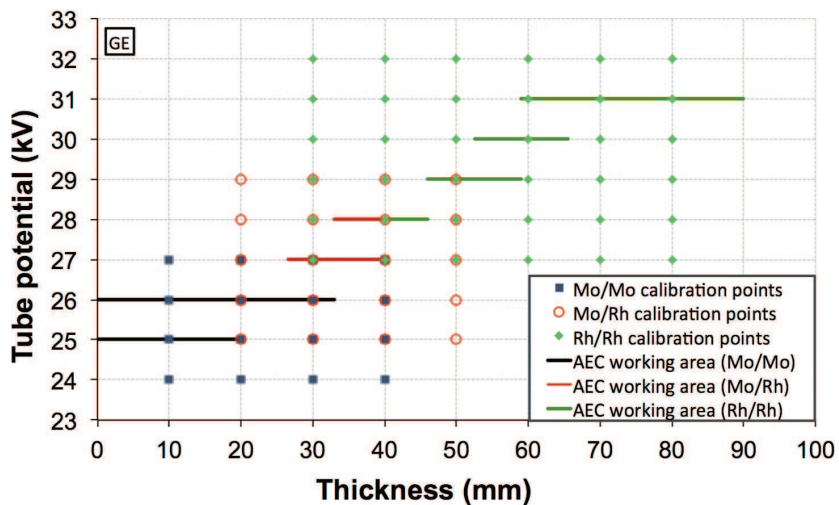 GE
Tube potential (kV)
32
31
30
29
28
27
26
25
24
23
Mo/Mo calibration points
Mo/Rh calibration points
Rh/Rh calibration points
AEC working area (Mo/Mo)
AEC working area (Mo/Rh)
AEC working area (Rh/Rh)
0 10 20 30 40 50 60 70 80 90 100
Thickness (mm)